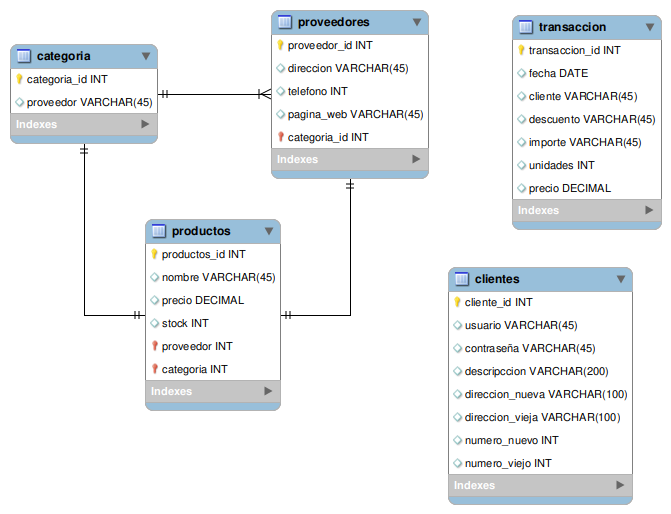 categoria
categoria_id INT
proveedor VARCHAR(45)
Indexes
proveedores
proveedor_id INT
direccion VARCHAR(45)
telefono INT
pagina_web VARCHAR(45)
categoria_id INT
Indexes
transaccion
transaccion_id INT
fecha DATE
cliente VARCHAR(45)
descuento VARCHAR(45)
importe VARCHAR(45)
unidades INT
precio DECIMAL
Indexes
productos
productos_id INT
nombre VARCHAR(45)
precio DECIMAL
stock INT
proveedor INT
categoria INT
Indexes
clientes
cliente_id INT
usuario VARCHAR(45)
contraseña VARCHAR(45)
descripccion VARCHAR(200)
direccion_nueva VARCHAR(100)
direccion_vieja VARCHAR(100)
numero_nuevo INT
numero_viejo INT
Indexes